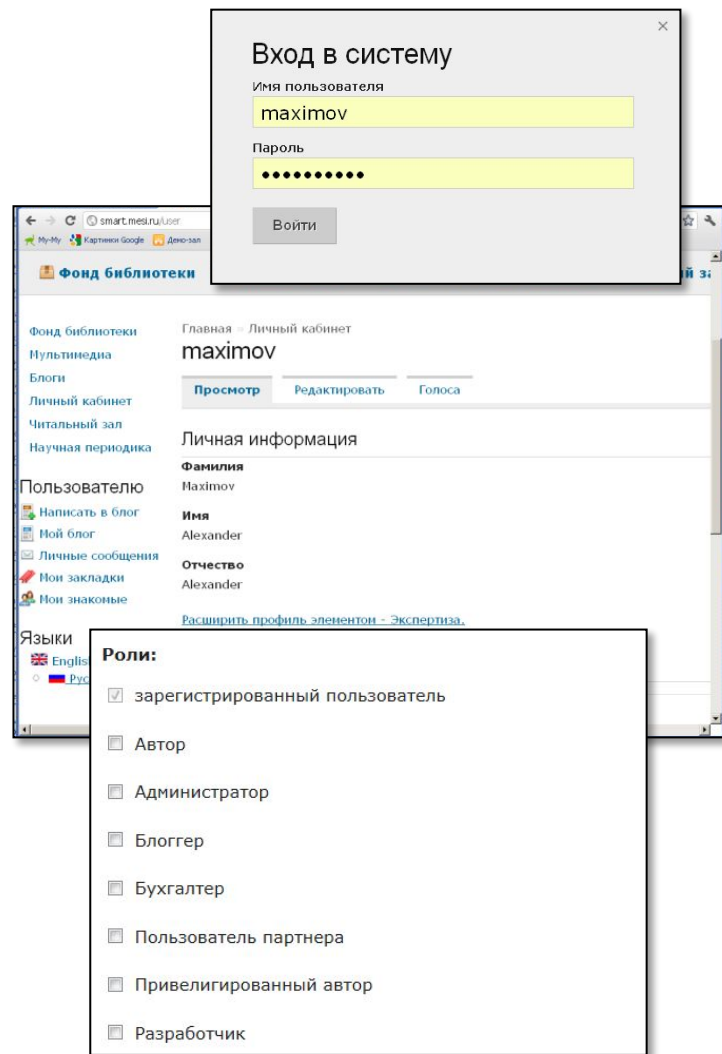 Вход в систему
Имя пользователя
maximov
Пароль
Войти
smart.mesi.ru/user
My-My Картинки Google Демо-зал
Фонд библиотеки
Фонд библиотеки
Мультимедиа
Блоги
Личный кабинет
Читальный зал
Научная периодика
Пользователю
Написать в блог
Мой блог
Личные сообщения
Мои закладки
Мои знакомые
Языки
English
Главная » Личный кабинет
maximov
Просмотр Редактировать Голоса
Личная информация
Фамилия
Maximov
Имя
Alexander
Отчество
Alexander
Расширить профиль элементом - Экспертиза.
Роли:
зарегистрированный пользователь
Автор
Администратор
Блоггер
Бухгалтер
Пользователь партнера
Привелигированный автор
Разработчик